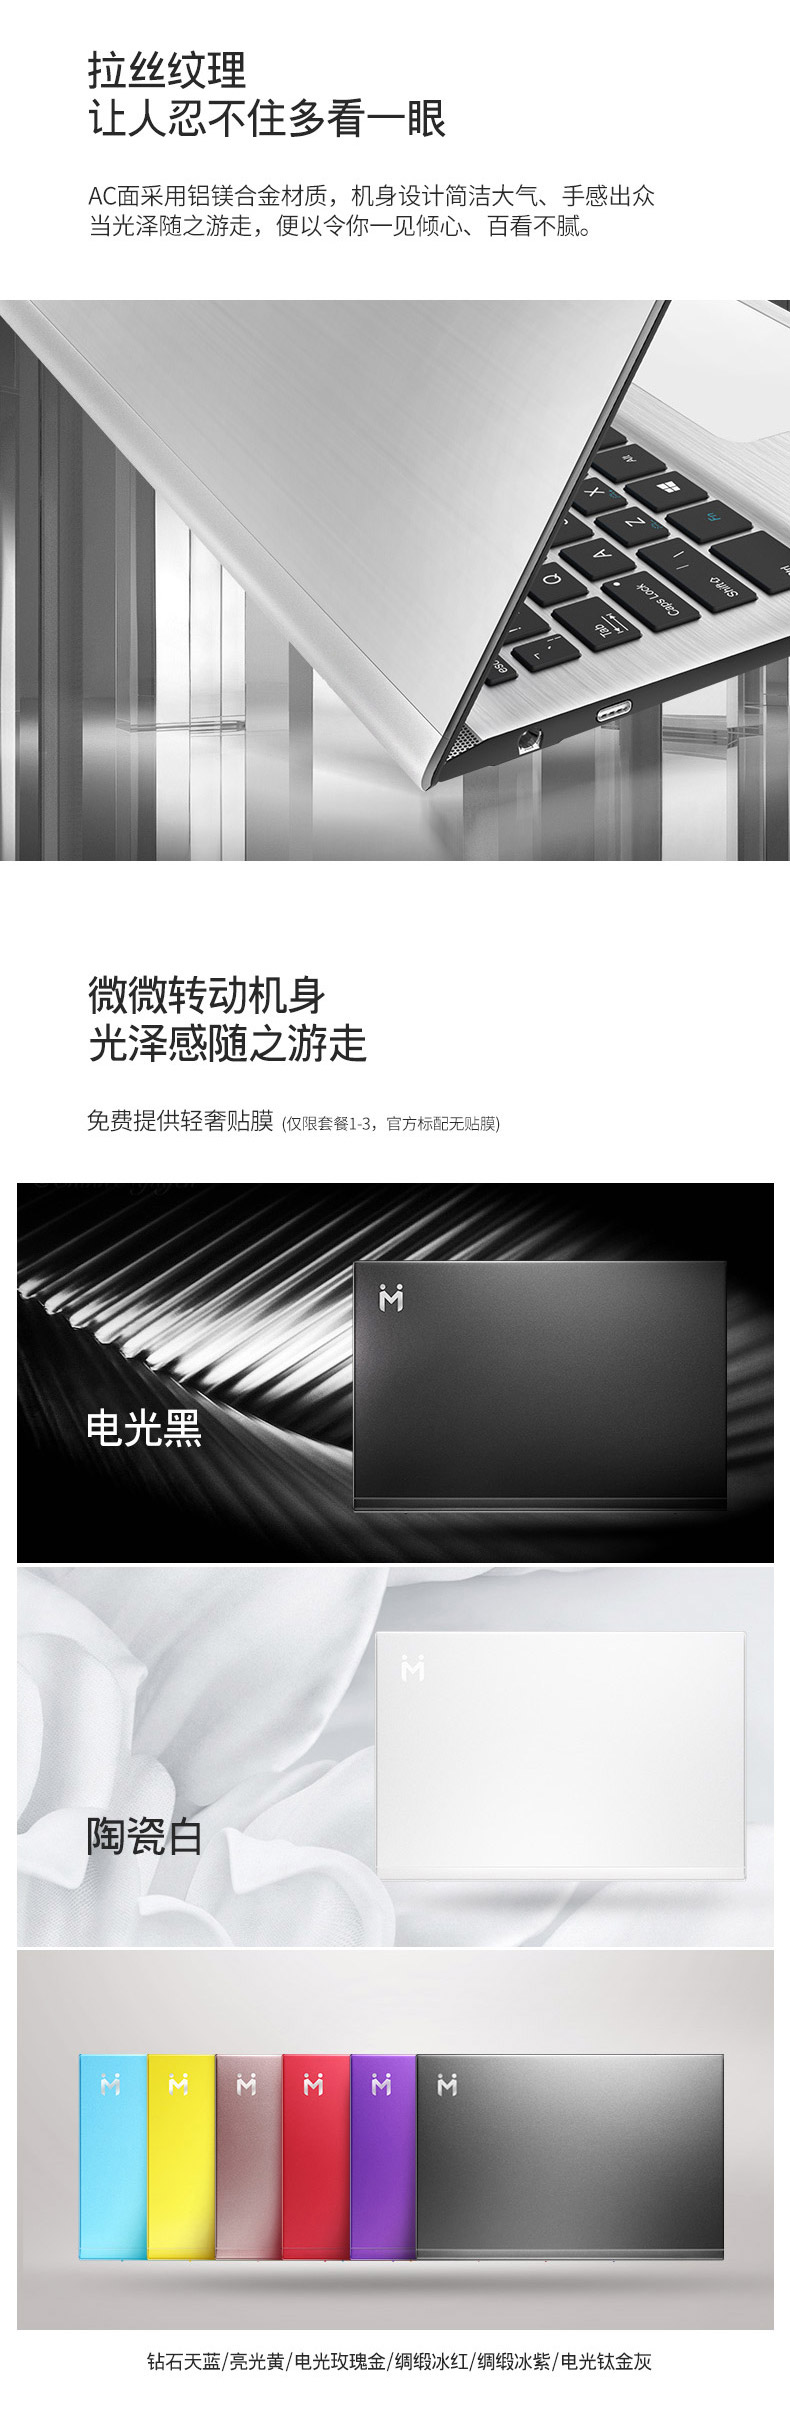 拉丝纹理
让人忍不住多看一眼
AC面采用铝镁合金材质，机身设计简洁大气、手感出众
当光泽随之游走，便以令你一见倾心、百看不腻。
Alt
X
Z
Fn
A
Q
Shift
Caps Lock
Tab
esc
微微转动机身
光泽感随之游走
免费提供轻奢贴膜 (仅限套餐1-3，官方标配无贴膜)
电光黑
陶瓷白
钻石天蓝/亮光黄/电光玫瑰金/绸缎冰红/绸缎冰紫/电光钛金灰